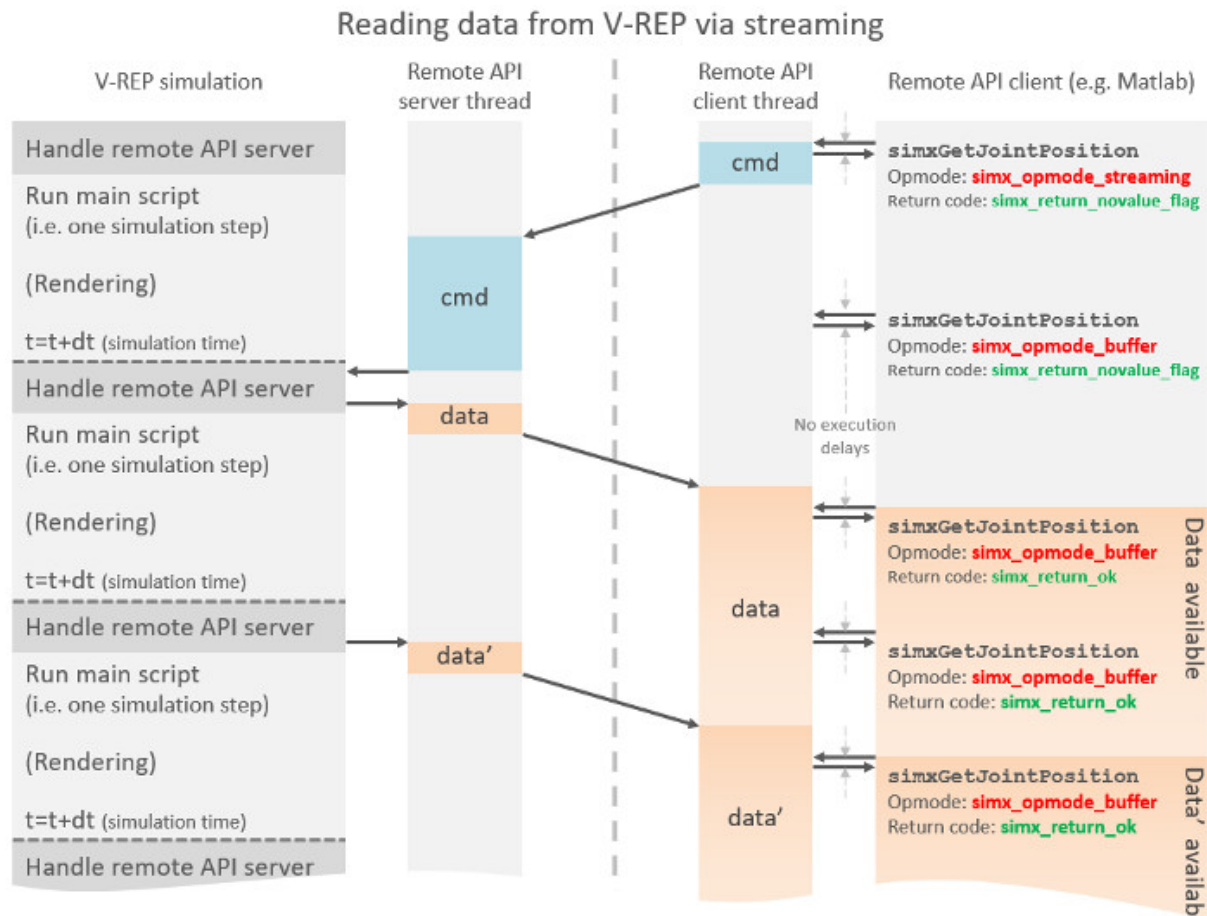 Reading data from V-REP via streaming
V-REP simulation
Remote API
server thread
Remote API
client thread
Remote API client (e.g. Matlab)
Handle remote API server
Run main script
(i.e. one simulation step)
(Rendering)
t=t+dt (simulation time)
Handle remote API server
Run main script
(i.e. one simulation step)
(Rendering)
t=t+dt (simulation time)
Handle remote API server
Run main script
(i.e. one simulation step)
(Rendering)
t=t+dt (simulation time)
Handle remote API server
cmd
data
data’
cmd
data
data’
No execution
delays
simxGetJointPosition
Opmode: simx_opmode_streaming
Return code: simx_return_novalue_flag
simxGetJointPosition
Opmode: simx_opmode_buffer
Return code: simx_return_novalue_flag
simxGetJointPosition
Opmode: simx_opmode_buffer
Return code: simx_return_ok
simxGetJointPosition
Opmode: simx_opmode_buffer
Return code: simx_return_ok
simxGetJointPosition
Opmode: simx_opmode_buffer
Return code: simx_return_ok
Data available
Data’ availab